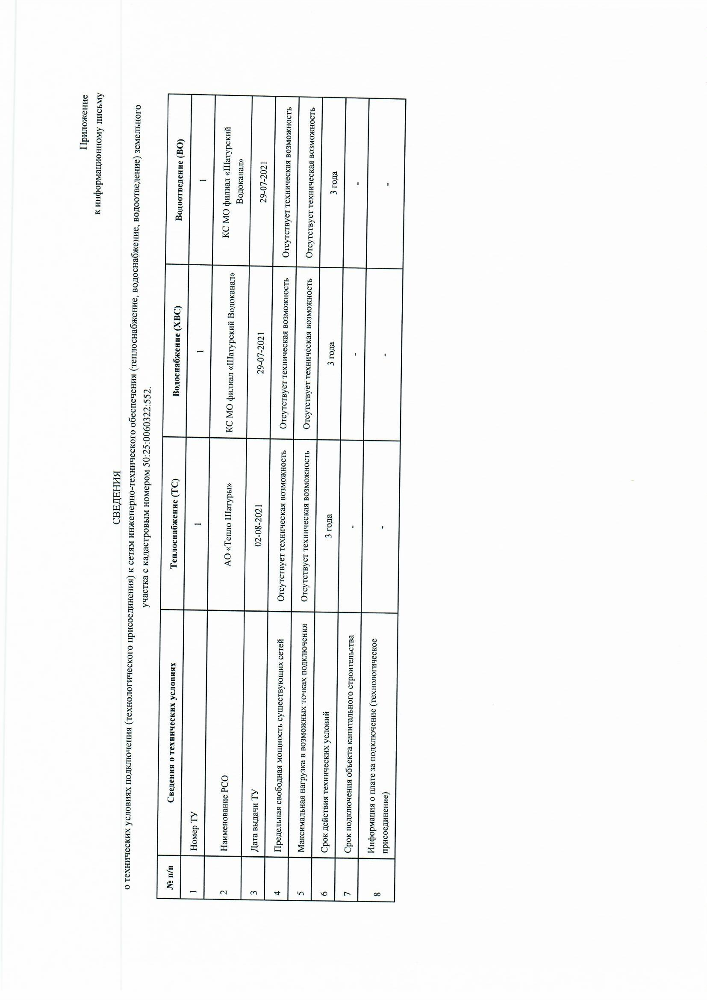 Приложение
к информационному письму
СВЕДЕНИЯ
о технических условиях подключения (технологического присоединения) к сетям инженерно-технического обеспечения (теплоснабжение, водоснабжение, водоотведение) земельного
участка с кадастровым номером 50:25:0060322:552.
№ п/п Сведения о технических условиях Теплоснабжение (ТС) Водоснабжение (ХВС) Водоотведение (ВО)
1 Номер ТУ 1 1 1
2 Наименование РСО АО «Тепло Шатуры» КС МО филиал «Шатурский Водоканал» КС МО филиал «Шатурский
Водоканал»
3 Дата выдачи ТУ 02-08-2021 29-07-2021 29-07-2021
4 Предельная свободная мощность существующих сетей Отсутствует техническая возможность Отсутствует техническая возможность Отсутствует техническая возможность
5 Максимальная нагрузка в возможных точках подключения Отсутствует техническая возможность Отсутствует техническая возможность Отсутствует техническая возможность
6 Срок действия технических условий 3 года 3 года 3 года
7 Срок подключения объекта капитального строительства - - -
8 Информация о плате за подключение (технологическое - - -
присоединение)